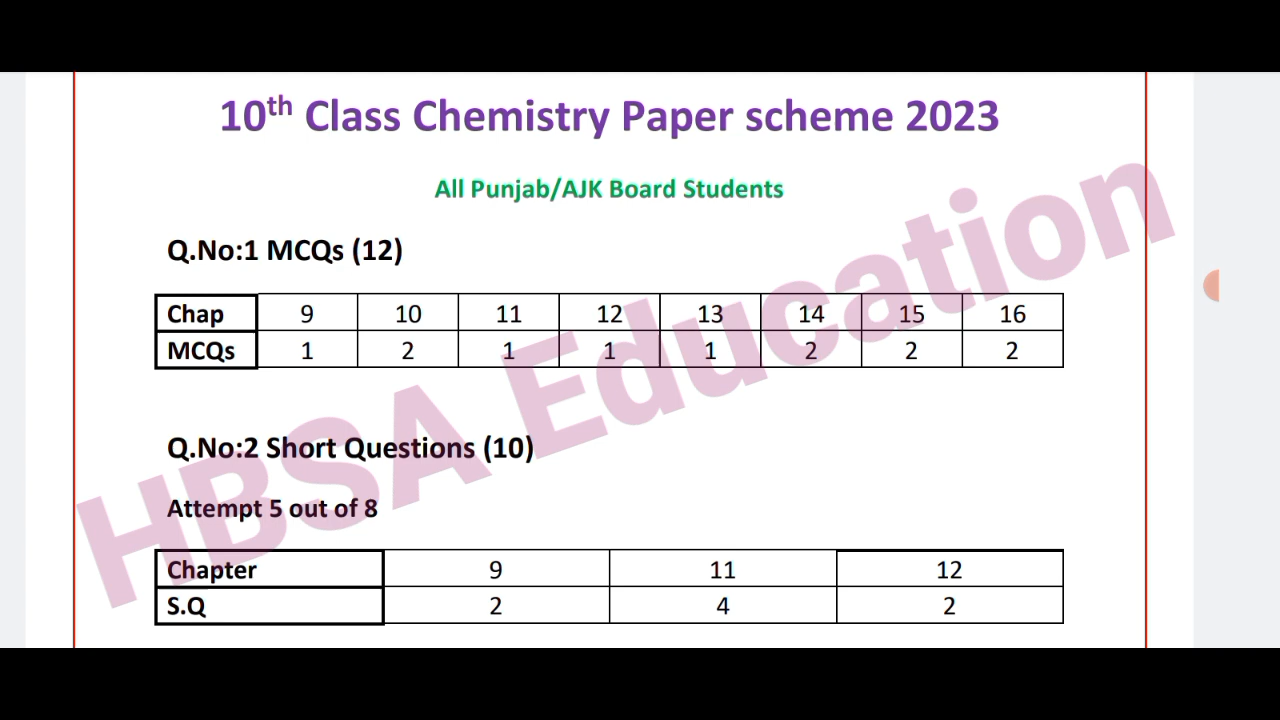 10th Class Chemistry Paper scheme 2023
All Punjab/AJK Board Students
Q.No:1 MCQs (12)
Chap 9 10 11 12 13 14 15 16
MCQs 1 2 1 1 1 2 2 2
Q.No:2 Short Questions (10)
Attempt 5 out of 8
Chapter 9 11 12
S.Q 2 4 2
HBSA Education